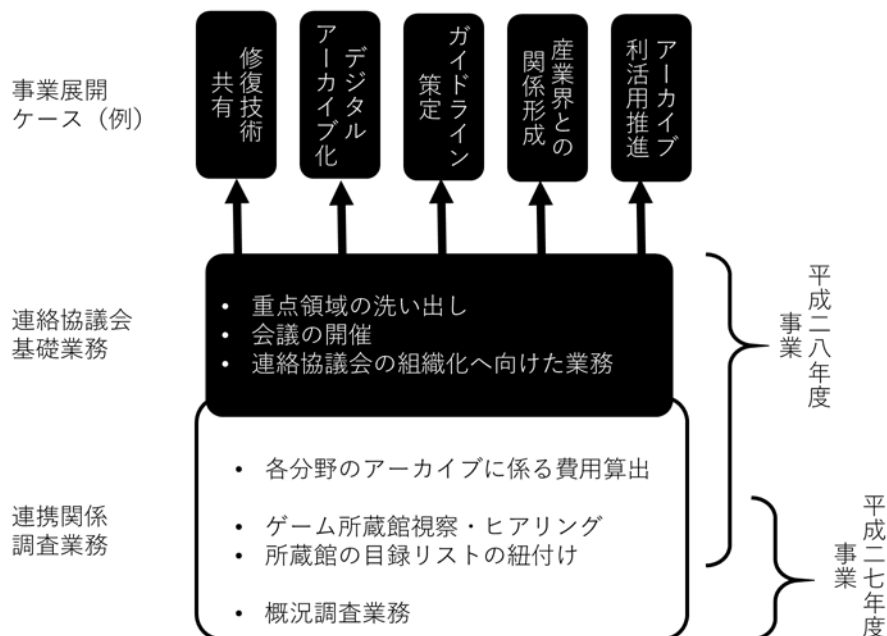 事業展開
ケース（例）
修復技術
共有
デジタル
アーカイブ化
ガイドライン
策定
産業界との
関係形成
アーカイブ
利活用推進
連絡協議会
基礎業務
• 重点領域の洗い出し
• 会議の開催
• 連絡協議会の組織化へ向けた業務
平成二八年度
事業
連携関係
調査業務
• 各分野のアーカイブに係る費用算出
• ゲーム所蔵館視察・ヒアリング
• 所蔵館の目録リストの紐付け
• 概況調査業務
平成二七年度
事業